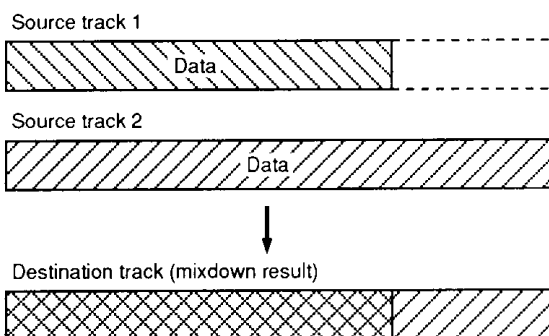 Source track 1
Data
Source track 2
Data
Destination track (mixdown result)